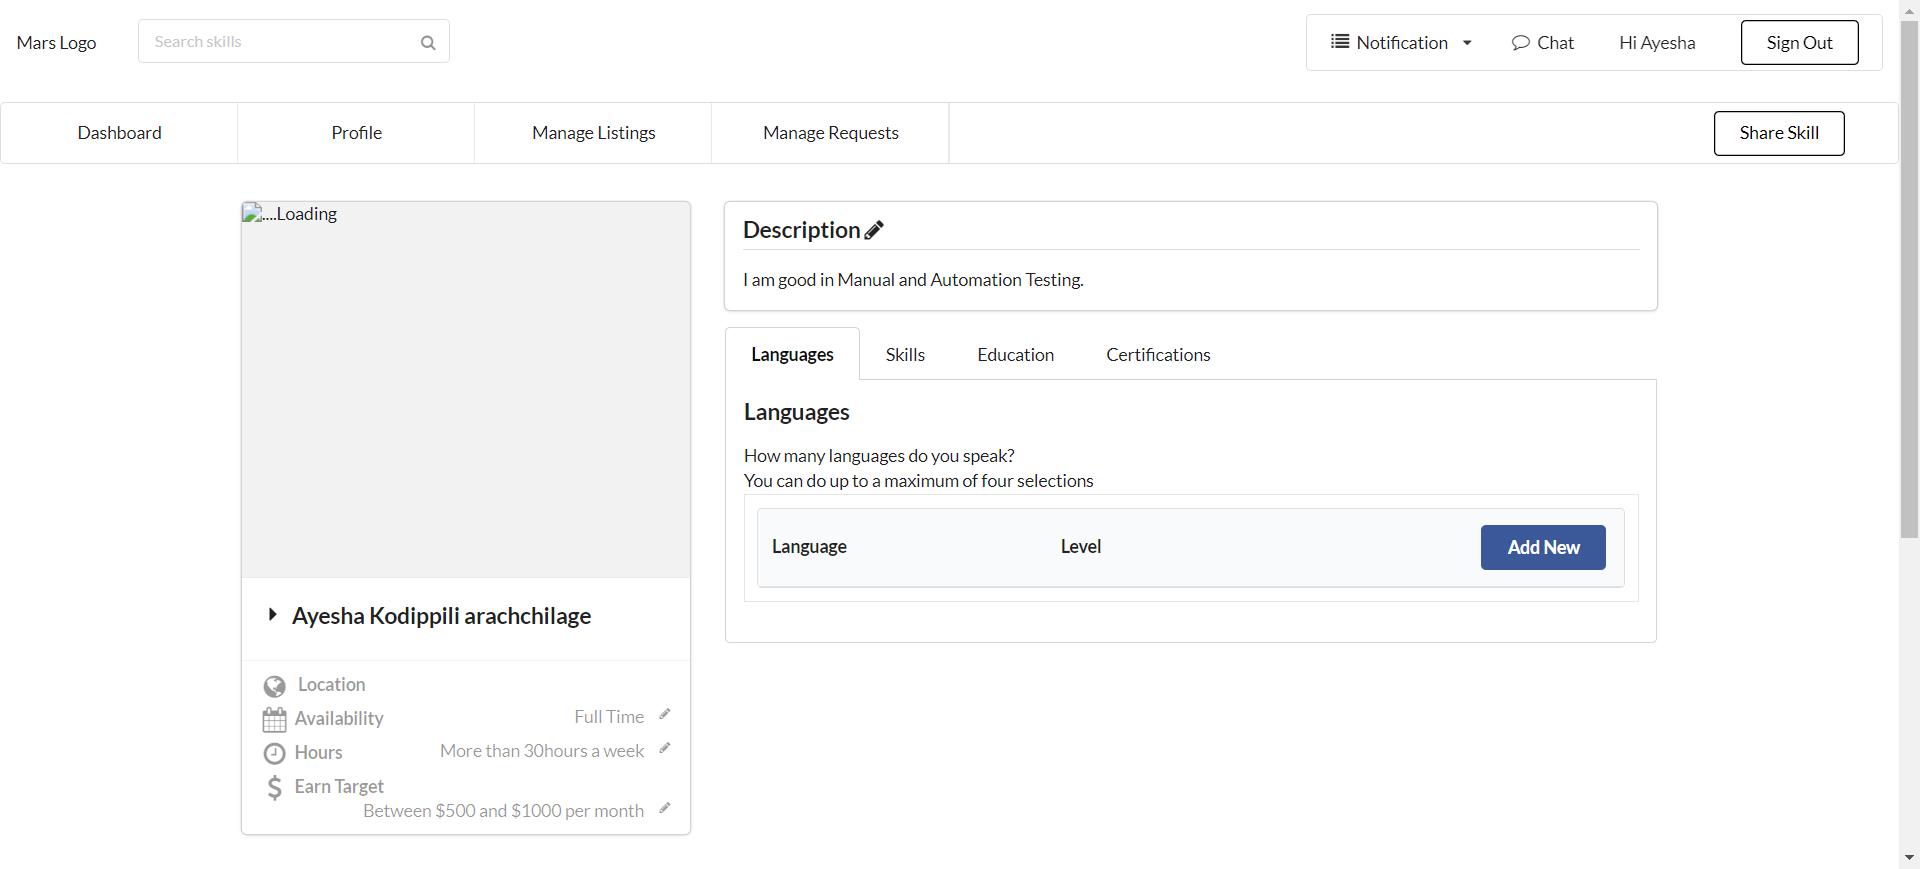 Mars Logo
Search skills
Notification
Chat
Hi Ayesha
Sign Out
Dashboard
Profile
Manage Listings
Manage Requests
Share Skill
....Loading
Ayesha Kodippili arachchilage
Location
Availability
Full Time
Hours
More than 30hours a week
Earn Target
Between $500 and $1000 per month
Description
I am good in Manual and Automation Testing.
Languages
Skills
Education
Certifications
Languages
How many languages do you speak?
You can do up to a maximum of four selections
Language
Level
Add New